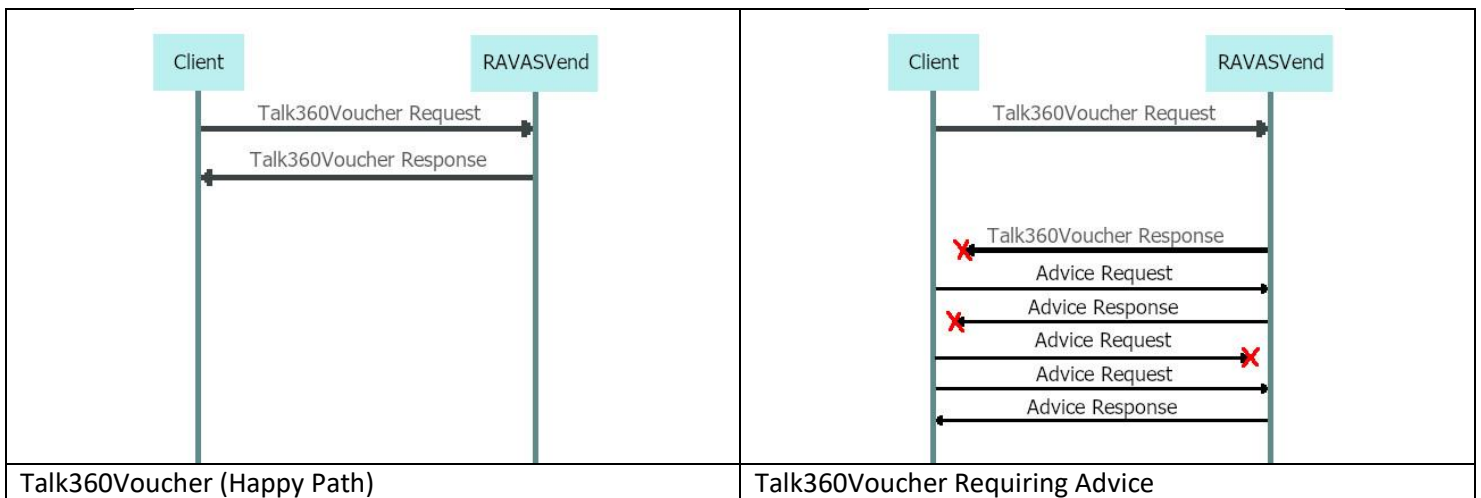 Client
RAVASVend
Talk360Voucher Request
Talk360Voucher Response
Talk360Voucher (Happy Path)
Client
RAVASVend
Talk360Voucher Request
Talk360Voucher Response
Advice Request
Advice Response
Advice Request
Advice Request
Advice Response
Talk360Voucher Requiring Advice